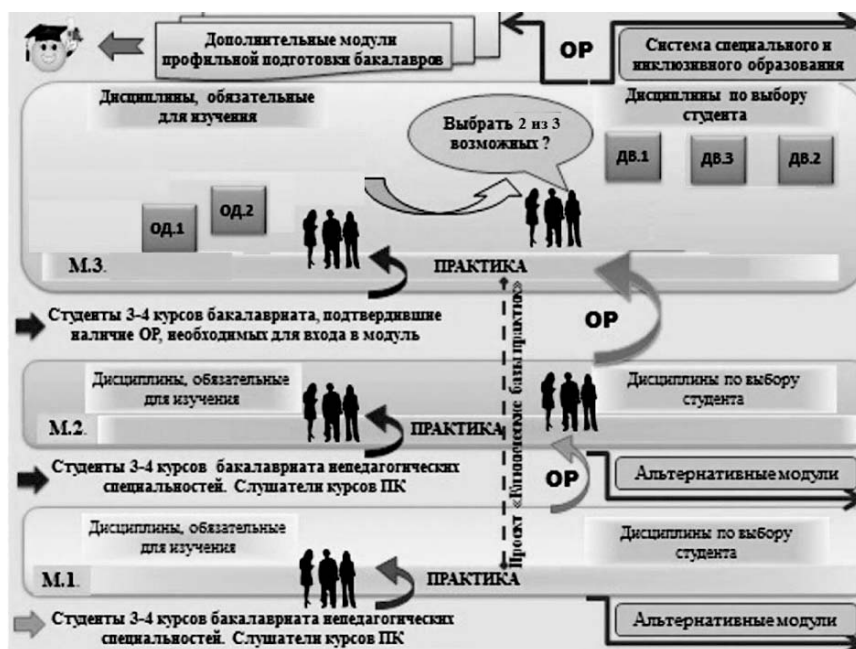 Дополнительные модули
профильной подготовки бакалавров
ОР
Система специального и
инклюзивного образования
Дисциплины, обязательные
для изучения
Дисциплины по выбору
студента
Выбрать 2 из 3
возможных ?
ДВ.1
ДВ.3
ДВ.2
ОД.1
ОД.2
М.3.
ПРАКТИКА
Студенты 3-4 курсов бакалавриата, подтвердившие
наличие ОР, необходимых для входа в модуль
ОР
Проект «Клинические базы практик»
Дисциплины, обязательные
для изучения
Дисциплины по выбору
студента
М.2.
ПРАКТИКА
Студенты 3-4 курсов бакалавриата непедагогических
специальностей. Слушатели курсов ПК
ОР
Альтернативные модули
Дисциплины, обязательные
для изучения
Дисциплины по выбору
студента
М.1.
ПРАКТИКА
Студенты 3-4 курсов бакалавриата непедагогических
специальностей. Слушатели курсов ПК
Альтернативные модули